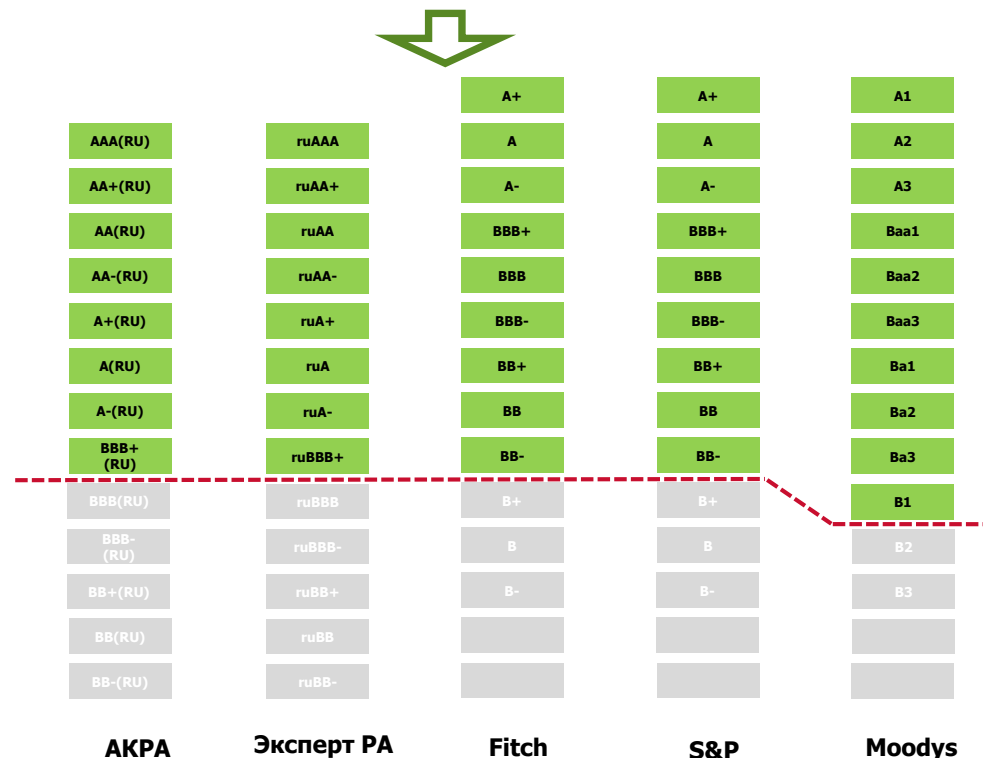 A+ A+ A1
AAA(RU) ruAAA A A A2
AA+(RU) ruAA+ A- A- A3
AA(RU) ruAA BBB+ BBB+ Baa1
AA-(RU) ruAA- BBB BBB Baa2
A+(RU) ruA+ BBB- BBB- Baa3
A(RU) ruA BB+ BB+ Ba1
A-(RU) ruA- BB BB Ba2
BBB+
(RU) ruBBB+ BB- BB- Ba3
BBB(RU) ruBBB B+ B+ B1
BBB-
(RU) ruBBB- B B B2
BB+(RU) ruBB+ B- B- B3
BB(RU) ruBB
BB-(RU) ruBB-
АКРА Эксперт РА Fitch S&P Moodys